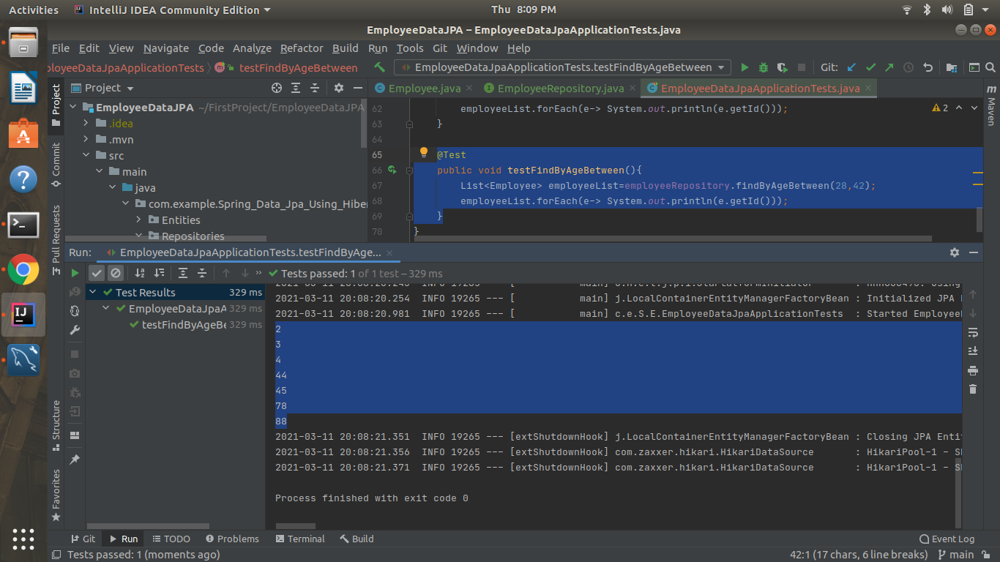 Activities IntelliJ IDEA Community Edition Thu 8:09 PM
EmployeeDataJPA – EmployeeDataJpaApplicationTests.java
File Edit View Navigate Code Analyze Refactor Build Run Tools Git Window Help
loyeeDataJpaApplicationTests testFindByAgeBetween EmployeeDataJpaApplicationTests.testFindByAgeBetween Git:
Project Employee.java EmployeeRepository.java EmployeeDataJpaApplicationTests.java
EmployeeDataJPA ~/FirstProject/EmployeeDataJPA
.idea
.mvn
src
main
java
com.example.Spring_Data_Jpa_Using_Hiber
Entities
Repositories
62 employeeList.forEach(e-> System.out.println(e.getId()));
63 }
64
65 @Test
66 public void testFindByAgeBetween(){
67 List<Employee> employeeList=employeeRepository.findByAgeBetween(28,42);
68 employeeList.forEach(e-> System.out.println(e.getId()));
69 }
70 }
2
Project
Commit
Pull Requests
Structure
Favorites
Maven
Run: EmployeeDataJpaApplicationTests.testFindByAge...
Tests passed: 1 of 1 test – 329 ms
Test Results 329 ms
EmployeeDataJpaA 329 ms
testFindByAgeBe 329 ms
2021-03-11 20:08:20.254 INFO 19265 --- [ main] j.LocalContainerEntityManagerFactoryBean : Initialized JPA
2021-03-11 20:08:20.981 INFO 19265 --- [ main] c.e.S.E.EmployeeDataJpaApplicationTests : Started Employee
2
3
4
44
45
78
88
2021-03-11 20:08:21.351 INFO 19265 --- [extShutdownHook] j.LocalContainerEntityManagerFactoryBean : Closing JPA Enti
2021-03-11 20:08:21.356 INFO 19265 --- [extShutdownHook] com.zaxxer.hikari.HikariDataSource : HikariPool-1 - S
2021-03-11 20:08:21.371 INFO 19265 --- [extShutdownHook] com.zaxxer.hikari.HikariDataSource : HikariPool-1 - S
Process finished with exit code 0
Git Run TODO Problems Terminal Build Event Log
Tests passed: 1 (moments ago) 42:1 (17 chars, 6 line breaks) main